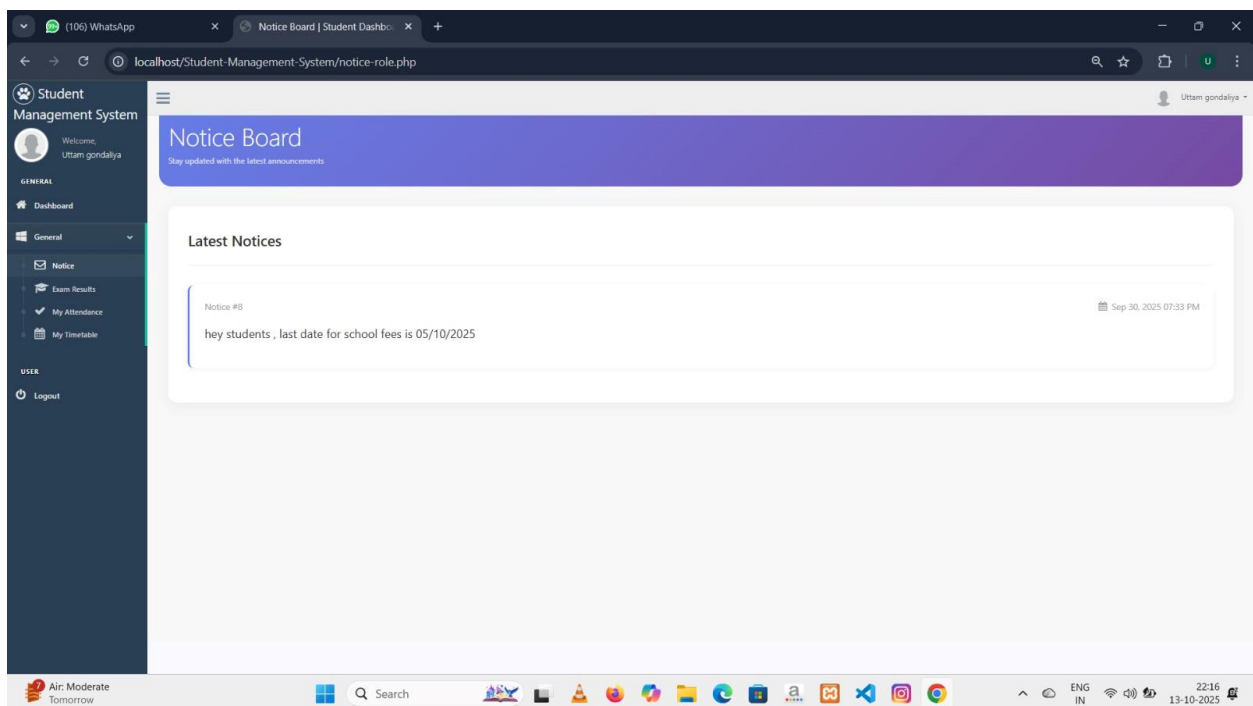 (106) WhatsApp
Notice Board | Student Dashbo
localhost/Student-Management-System/notice-role.php
U
Student
Management System
Welcome,
Uttam gondaliya
Uttam gondaliya
Notice Board
Stay updated with the latest announcements
GENERAL
Dashboard
General
Notice
Exam Results
My Attendance
My Timetable
USER
Logout
Latest Notices
Notice #8
Sep 30, 2025 07:33 PM
hey students , last date for school fees is 05/10/2025
7
Air: Moderate
Tomorrow
Search
a
ENG
IN
22:16
13-10-2025